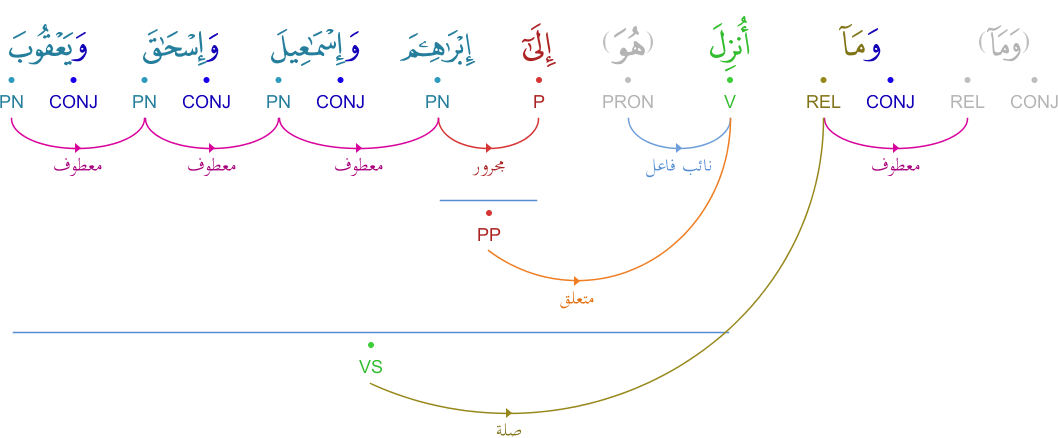 (وَمَآ) وَمَآ أُنزِلَ (هُوَ) إِلَىٰٓ إِبْرَٰهِـۧمَ وَإِسْمَـٰعِيلَ وَإِسْحَـٰقَ وَيَعْقُوبَ
PN CONJ PN CONJ PN CONJ PN P PRON V REL CONJ REL CONJ
معطوف معطوف معطوف مجرور نائب فاعل معطوف
PP
متعلق
VS
صلة